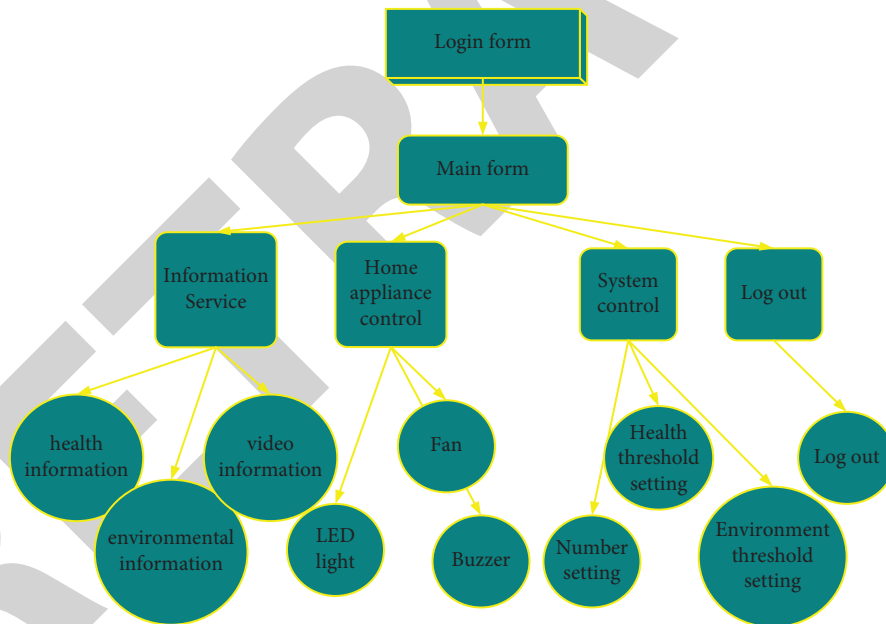 Login form
Main form
Information
Service
Home
appliance
control
System
control
Log out
health
information
environmental
information
video
information
LED
light
Fan
Buzzer
Number
setting
Health
threshold
setting
Environment
threshold
setting
Log out